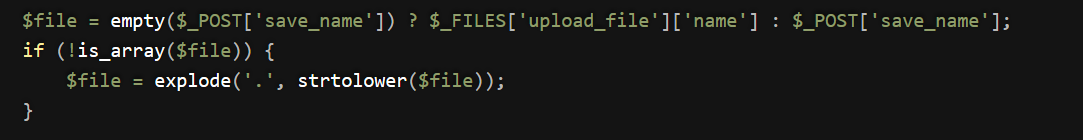 $file = empty($_POST['save_name']) ? $_FILES['upload_file']['name'] : $_POST['save_name'];
if (!is_array($file)) {
    $file = explode('.', strtolower($file));
}